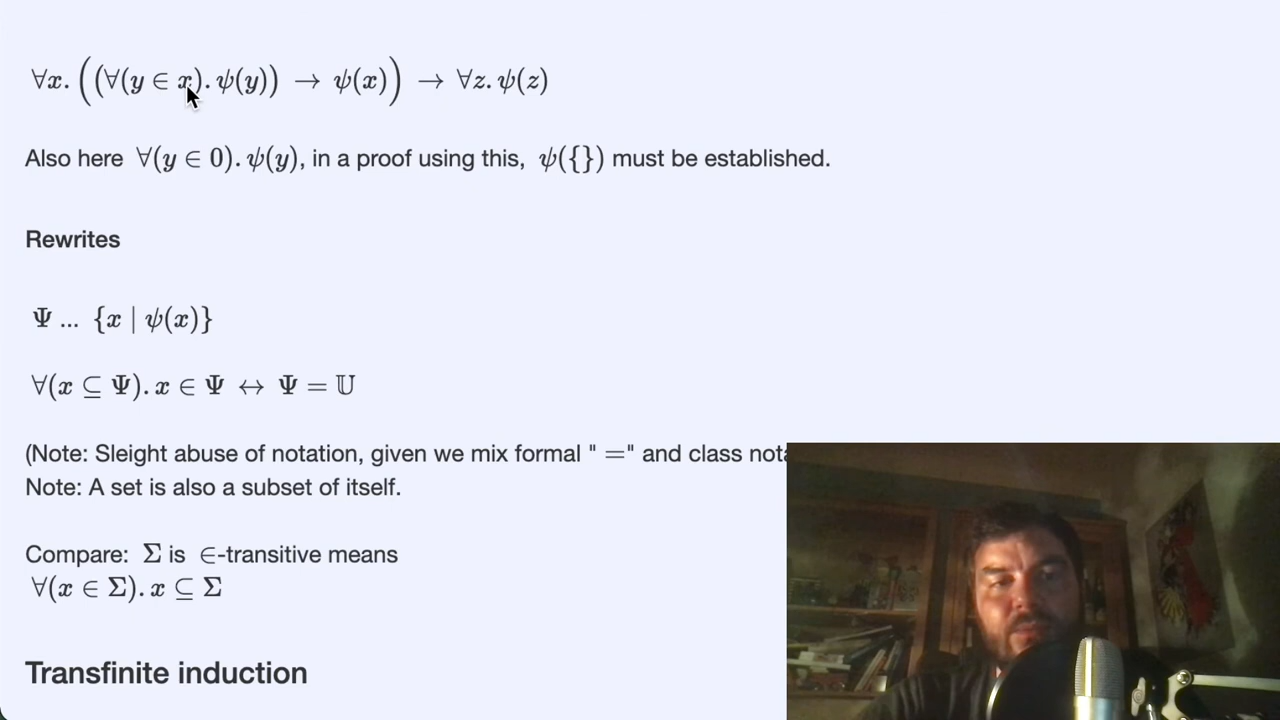 ∀x. ((∀(y ∈ x). ψ(y)) → ψ(x)) → ∀z. ψ(z)
Also here ∀(y ∈ 0). ψ(y), in a proof using this, ψ({}) must be established.
Rewrites
Ψ ... {x | ψ(x)}
∀(x ⊆ Ψ). x ∈ Ψ ↔ Ψ = 𝕌
(Note: Sleight abuse of notation, given we mix formal " =" and class
Note: A set is also a subset of itself.
Compare: Σ is ∈-transitive means
∀(x ∈ Σ). x ⊆ Σ
Transfinite induction